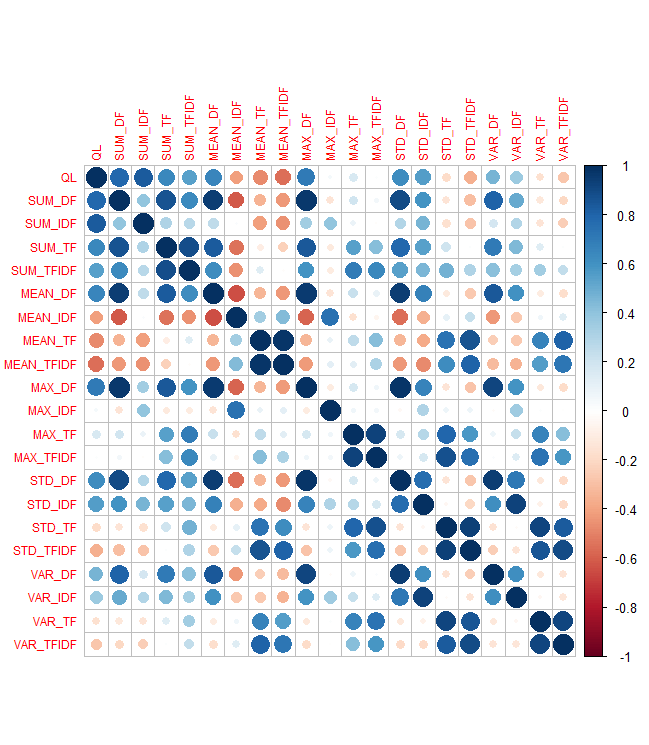 QL
SUM_DF
SUM_IDF
SUM_TF
SUM_TFIDF
MEAN_DF
MEAN_IDF
MEAN_TF
MEAN_TFIDF
MAX_DF
MAX_IDF
MAX_TF
MAX_TFIDF
STD_DF
STD_IDF
STD_TF
STD_TFIDF
VAR_DF
VAR_IDF
VAR_TF
VAR_TFIDF
QL
SUM_DF
SUM_IDF
SUM_TF
SUM_TFIDF
MEAN_DF
MEAN_IDF
MEAN_TF
MEAN_TFIDF
MAX_DF
MAX_IDF
MAX_TF
MAX_TFIDF
STD_DF
STD_IDF
STD_TF
STD_TFIDF
VAR_DF
VAR_IDF
VAR_TF
VAR_TFIDF
1
0.8
0.6
0.4
0.2
0
-0.2
-0.4
-0.6
-0.8
-1